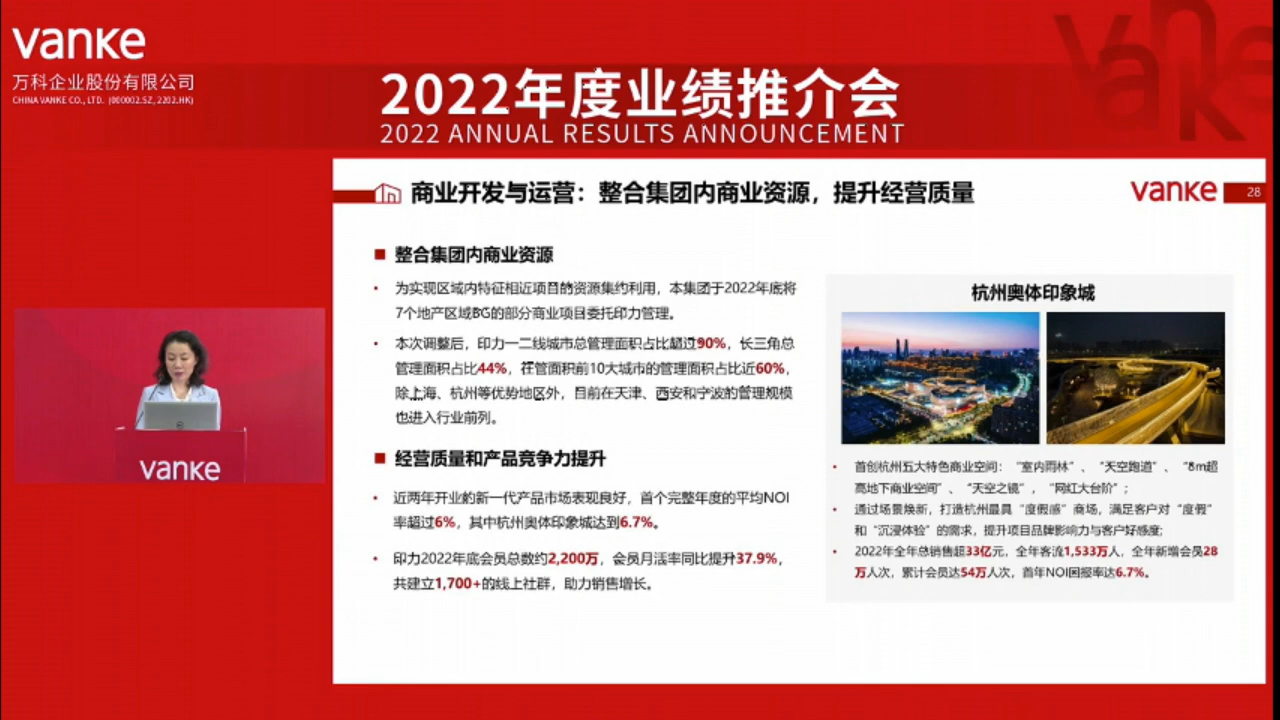 vanke
万科企业股份有限公司
CHINA VANKE CO., LTD. (000002.SZ, 2202.HK)
2022年度业绩推介会
2022 ANNUAL RESULTS ANNOUNCEMENT
商业开发与运营：整合集团内商业资源，提升经营质量
vanke
28
整合集团内商业资源
• 为实现区域内特征相近项目的资源集约利用，本集团于2022年底将
7个地产区域BG的部分商业项目委托印力管理。
• 本次调整后，印力一二线城市总管理面积占比超过90%，长三角总
管理面积占比44%，在管面积前10大城市的管理面积占比近60%，
除上海、杭州等优势地区外，目前在天津、西安和宁波的管理规模
也进入行业前列。
经营质量和产品竞争力提升
• 近两年开业的新一代产品市场表现良好，首个完整年度的平均NOI
率超过6%，其中杭州奥体印象城达到6.7%。
• 印力2022年底会员总数约2,200万，会员月活率同比提升37.9%，
共建立1,700+的线上社群，助力销售增长。
杭州奥体印象城
• 首创杭州五大特色商业空间：“室内雨林”、“天空跑道”、“8m超
高地下商业空间”、“天空之镜”，“网红大台阶”；
• 通过场景焕新，打造杭州最具“度假感”商场，满足客户对“度假”
和“沉浸体验”的需求，提升项目品牌影响力与客户好感度；
• 2022年全年总销售超33亿元，全年客流1,533万人，全年新增会员28
万人次，累计会员达54万人次，首年NOI回报率达6.7%。
vanke